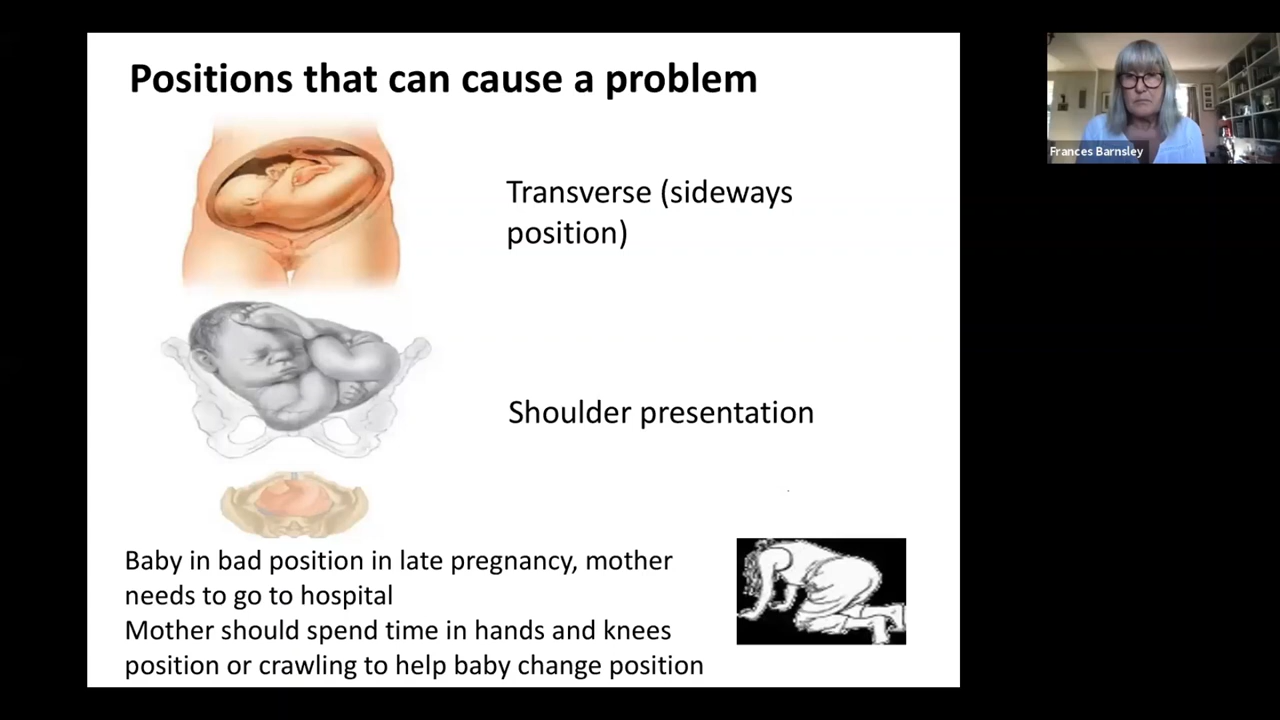 Positions that can cause a problem
Transverse (sideways
position)
Shoulder presentation
Baby in bad position in late pregnancy, mother
needs to go to hospital
Mother should spend time in hands and knees
position or crawling to help baby change position
Frances Barnsley